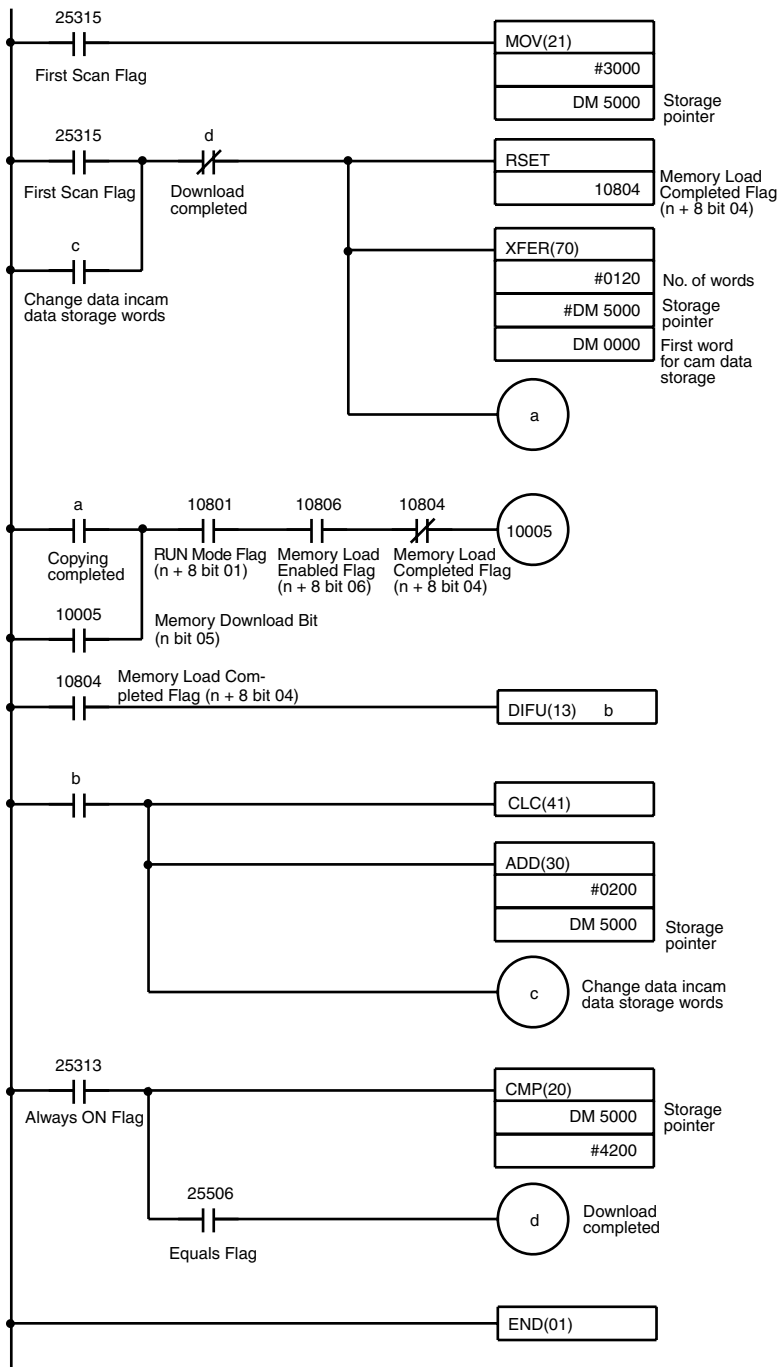 25315
First Scan Flag
MOV(21)
#3000
DM 5000
Storage
pointer
25315
First Scan Flag
d
Download
completed
RSET
10804
Memory Load
Completed Flag
(n + 8 bit 04)
c
Change data incam
data storage words
XFER(70)
#0120
No. of words
#DM 5000
Storage
pointer
DM 0000
First word
for cam data
storage
a
a
Copying
completed
10801
RUN Mode Flag
(n + 8 bit 01)
10806
Memory Load
Enabled Flag
(n + 8 bit 06)
10804
Memory Load
Completed Flag
(n + 8 bit 04)
10005
10005
Memory Download Bit
(n bit 05)
10804
Memory Load Com-
pleted Flag (n + 8 bit 04)
DIFU(13) b
b
CLC(41)
ADD(30)
#0200
DM 5000
Storage
pointer
c
Change data incam
data storage words
25313
Always ON Flag
CMP(20)
DM 5000
#4200
Storage
pointer
25506
Equals Flag
d
Download
completed
END(01)